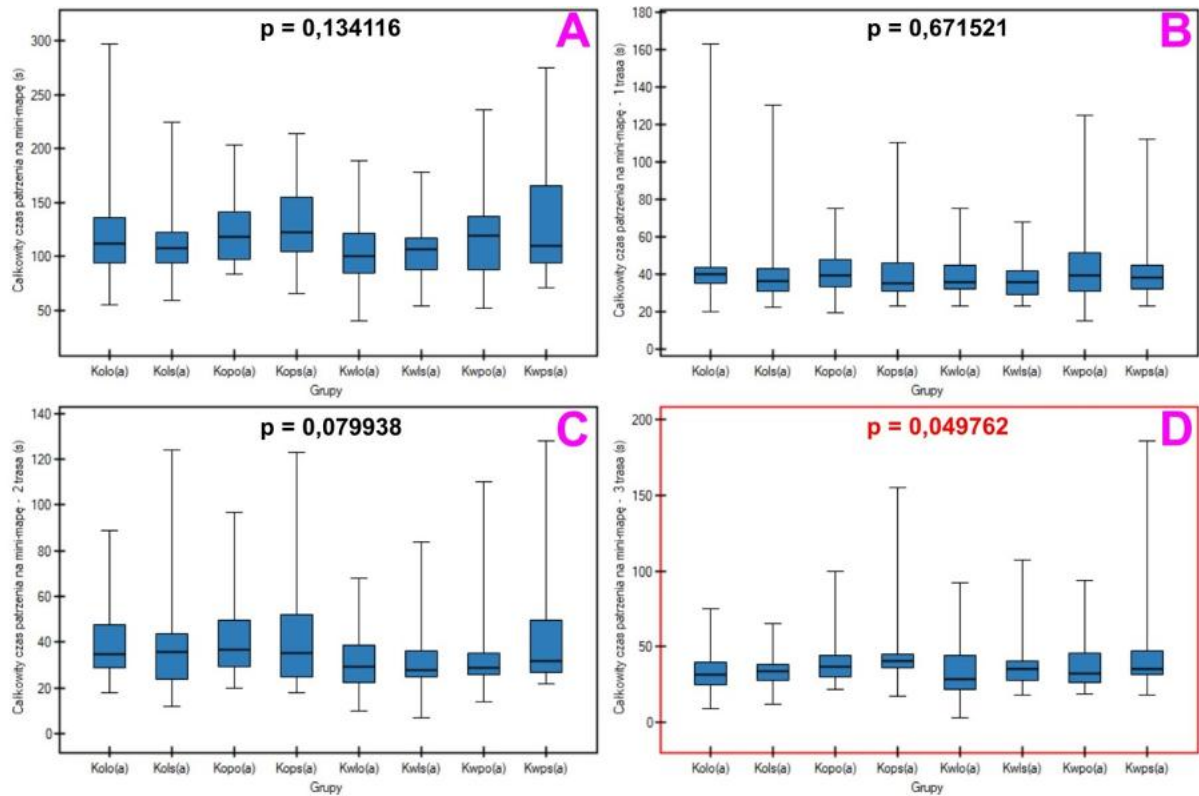 p = 0,134116
A
Całkowity czas patrzenia na mini-mapę (s)
300
250
200
150
100
50
Kolo(a) Kols(a) Kopo(a) Kops(a) Kwlo(a) Kwls(a) Kwpo(a) Kwps(a)
Grupy
p = 0,671521
B
Całkowity czas patrzenia na mini-mapę - 1 trasa (s)
180
160
140
120
100
80
60
40
20
0
Kolo(a) Kols(a) Kopo(a) Kops(a) Kwlo(a) Kwls(a) Kwpo(a) Kwps(a)
Grupy
p = 0,079938
C
Całkowity czas patrzenia na mini-mapę - 2 trasa (s)
140
120
100
80
60
40
20
0
Kolo(a) Kols(a) Kopo(a) Kops(a) Kwlo(a) Kwls(a) Kwpo(a) Kwps(a)
Grupy
p = 0,049762
D
Całkowity czas patrzenia na mini-mapę - 3 trasa (s)
200
150
100
50
0
Kolo(a) Kols(a) Kopo(a) Kops(a) Kwlo(a) Kwls(a) Kwpo(a) Kwps(a)
Grupy